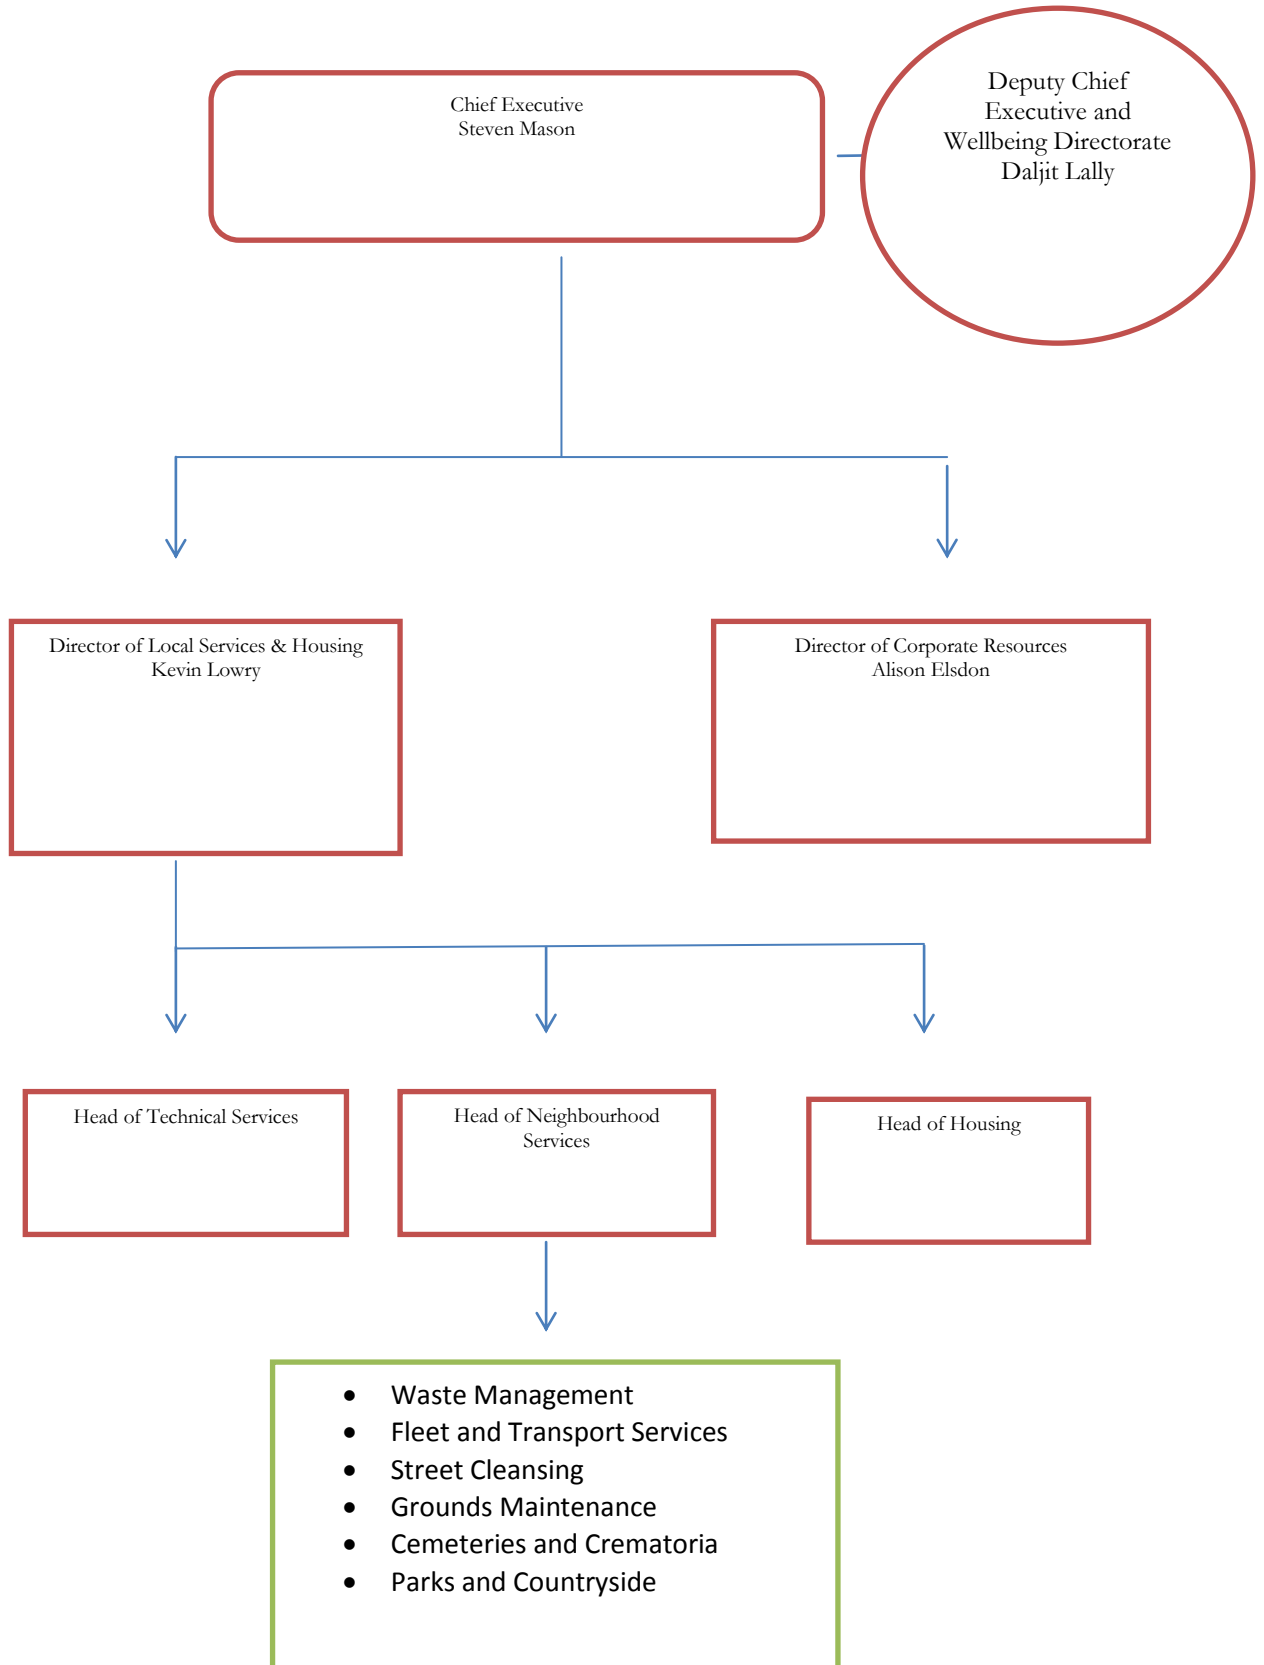 Chief Executive
Steven Mason
Deputy Chief
Executive and
Wellbeing Directorate
Daljit Lally
Director of Local Services & Housing
Kevin Lowry
Director of Corporate Resources
Alison Elsdon
Head of Technical Services
Head of Neighbourhood
Services
Head of Housing
• Waste Management
• Fleet and Transport Services
• Street Cleansing
• Grounds Maintenance
• Cemeteries and Crematoria
• Parks and Countryside